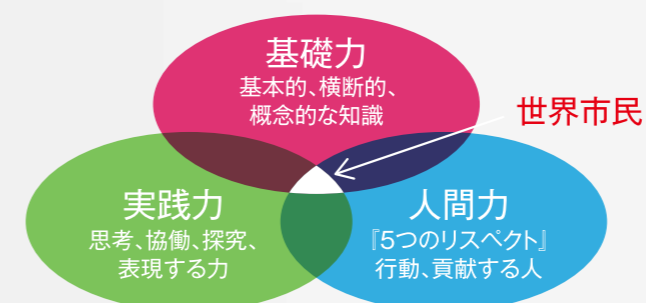 基礎力
基本的、横断的、
概念的な知識
世界市民
実践力
思考、協働、探究、
表現する力
人間力
『5つのリスペクト』
行動、貢献する人